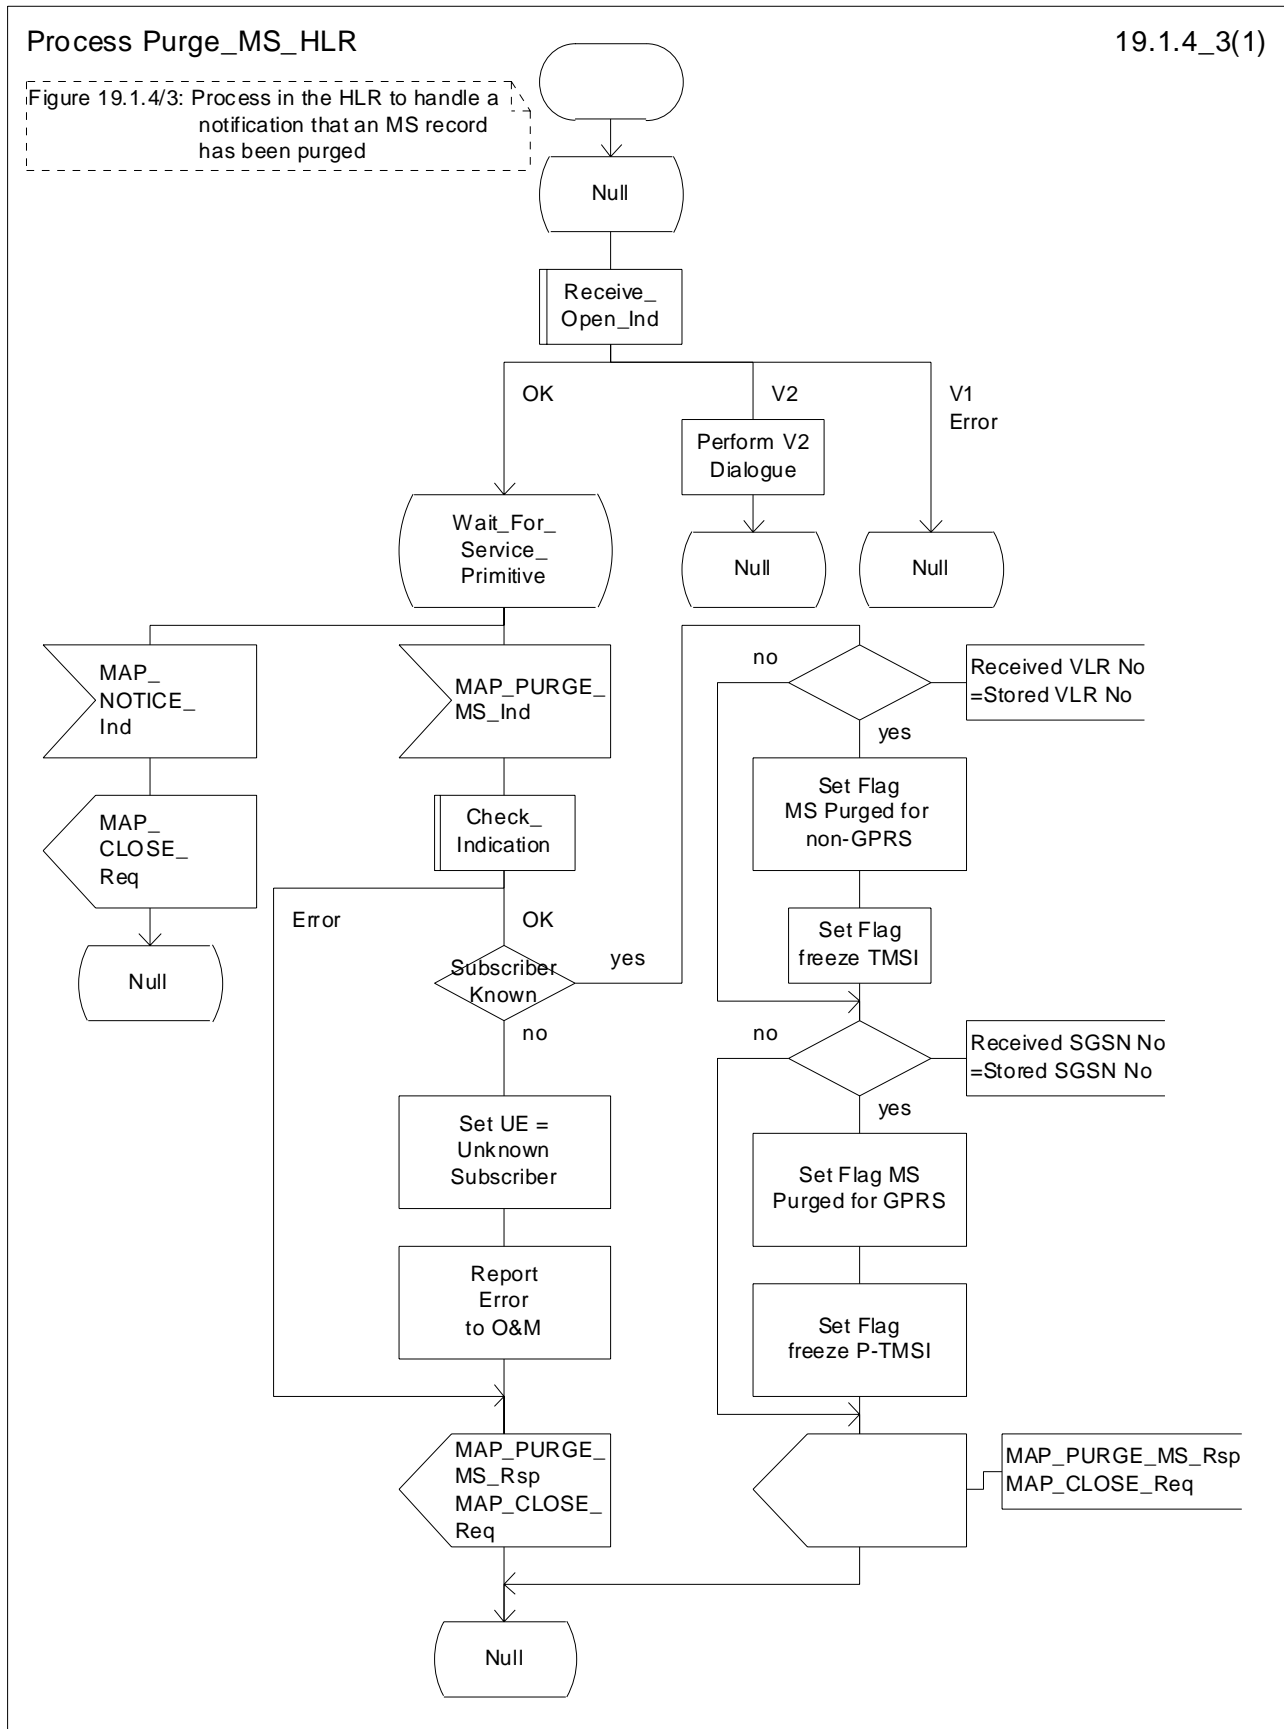 Process Purge_MS_HLR
19.1.4_3(1)
Figure 19.1.4/3: Process in the HLR to handle a
notification that an MS record
has been purged
Null
Receive_
Open_Ind
OK
V2
V1
Error
Perform V2
Dialogue
Wait_For_
Service_
Primitive
Null
Null
MAP_
NOTICE_
Ind
MAP_PURGE_
MS_Ind
no
Received VLR No
=Stored VLR No
yes
MAP_
CLOSE_
Req
Check_
Indication
Set Flag
MS Purged for
non-GPRS
Error
OK
Set Flag
freeze TMSI
Null
Subscriber
Known
yes
no
no
Received SGSN No
=Stored SGSN No
yes
Set UE =
Unknown
Subscriber
Set Flag MS
Purged for GPRS
Report
Error
to O&M
Set Flag
freeze P-TMSI
MAP_PURGE_
MS_Rsp
MAP_CLOSE_
Req
MAP_PURGE_MS_Rsp
MAP_CLOSE_Req
Null